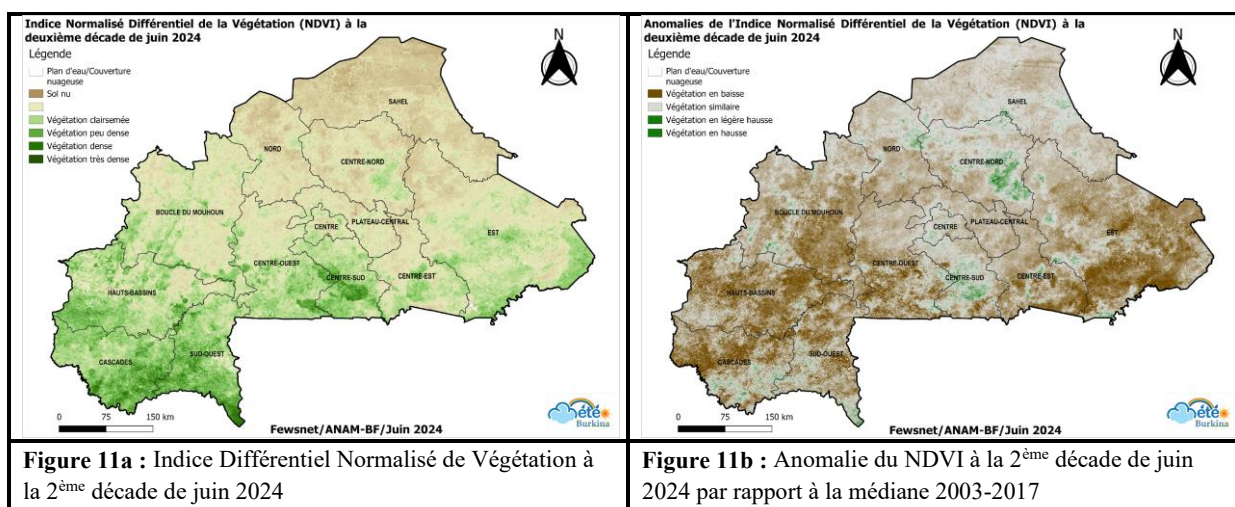 Indice Normalisé Différentiel de la Végétation (NDVI) à la
deuxième décade de juin 2024
Légende
Plan d'eau/Couverture
nuageuse
Sol nu
Végétation clairsemée
Végétation peu dense
Végétation dense
Végétation très dense
N
SAHEL
NORD
CENTRE-NORD
BOUCLE DU MOUHOUN
CENTRE
PLATEAU-CENTRAL
EST
CENTRE-OUEST
CENTRE-SUD
CENTRE-EST
HAUTS-BASSINS
CASCADES
SUD-OUEST
0 75 150 km
Fewsnet/ANAM-BF/Juin 2024
été
Burkina
Figure 11a : Indice Différentiel Normalisé de Végétation à
la 2ème décade de juin 2024
Anomalies de l'Indice Normalisé Différentiel de la Végétation (NDVI) à la
deuxième décade de juin 2024
Légende
Plan d'eau/Couverture
nuageuse
Végétation en baisse
Végétation similaire
Végétation en légère hausse
Végétation en hausse
N
SAHEL
NORD
CENTRE-NORD
BOUCLE DU MOUHOUN
CENTRE
PLATEAU-CENTRAL
EST
CENTRE-OUEST
CENTRE-SUD
CENTRE-EST
HAUTS-BASSINS
CASCADES
SUD-OUEST
0 75 150 km
Fewsnet/ANAM-BF/Juin 2024
été
Burkina
Figure 11b : Anomalie du NDVI à la 2ème décade de juin
2024 par rapport à la médiane 2003-2017